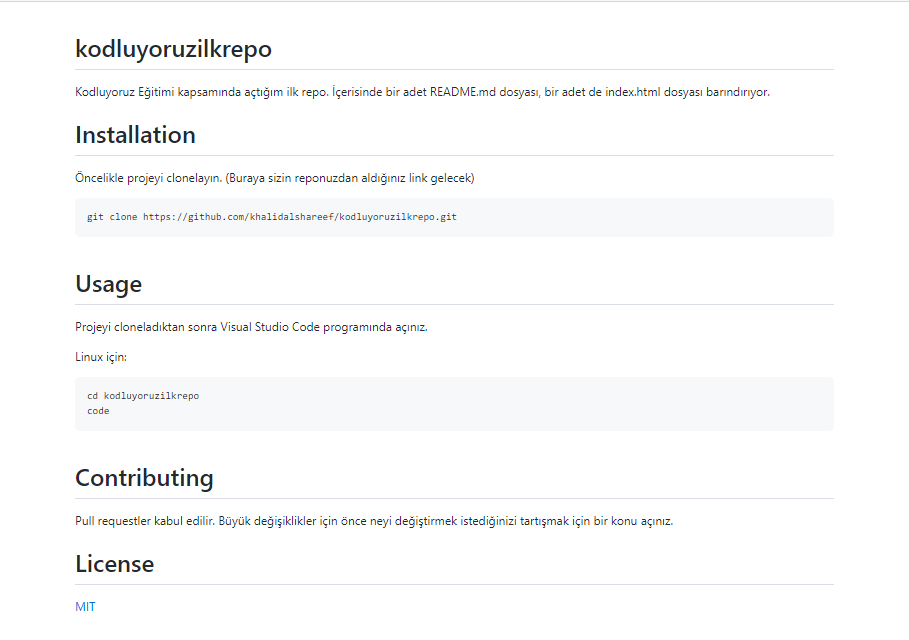 kodluyoruzilkrepo
Kodluyoruz Eğitimi kapsamında açtığım ilk repo. İçerisinde bir adet README.md dosyası, bir adet de index.html dosyası barındırıyor.
Installation
Öncelikle projeyi clonelayın. (Buraya sizin reponuzdan aldığınız link gelecek)
git clone https://github.com/khalidalshareef/kodluyoruzilkrepo.git
Usage
Projeyi cloneladıktan sonra Visual Studio Code programında açınız.
Linux için:
cd kodluyoruzilkrepo
code
Contributing
Pull requestler kabul edilir. Büyük değişiklikler için önce neyi değiştirmek istediğinizi tartışmak için bir konu açınız.
License
MIT